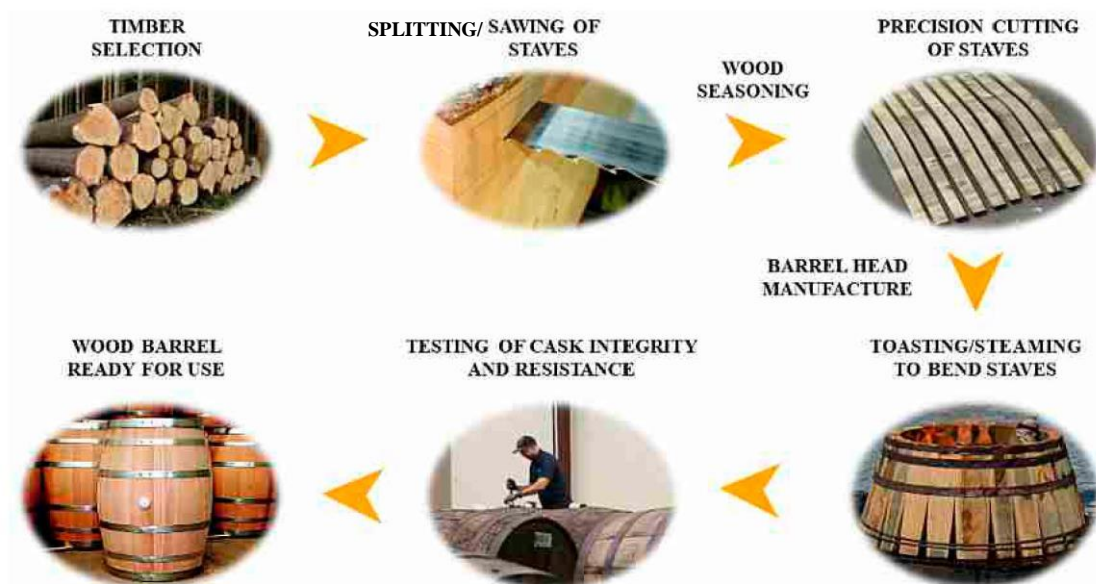 TIMBER
SELECTION
SPLITTING/ SAWING OF
STAVES
WOOD
SEASONING
PRECISION CUTTING
OF STAVES
BARREL HEAD
MANUFACTURE
TOASTING/STEAMING
TO BEND STAVES
TESTING OF CASK INTEGRITY
AND RESISTANCE
WOOD BARREL
READY FOR USE